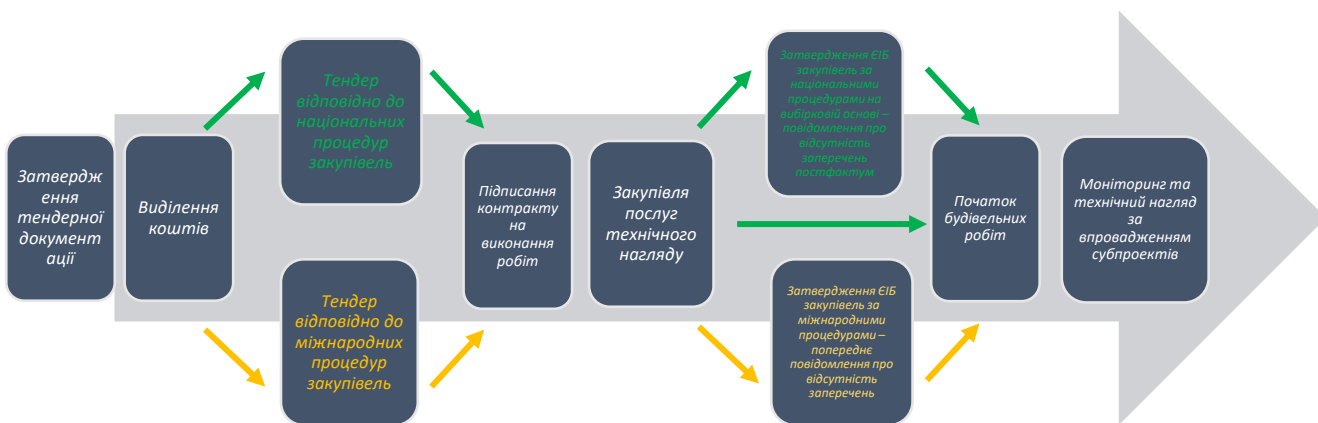 Затвердж
ення
тендерної
документ
ації
Виділення
коштів
Тендер
відповідно до
національних
процедур
закупівель
Тендер
відповідно до
міжнародних
процедур
закупівель
Підписання
контракту
на
виконання
робіт
Закупівля
послуг
технічного
нагляду
Затвердження ЄІБ
закупівель за
національними
процедурами на
вибірковій основі –
повідомлення про
відсутність
заперечень
постфактум
Затвердження ЄІБ
закупівель за
міжнародними
процедурами –
попереднє
повідомлення про
відсутність
заперечень
Початок
будівельних
робіт
Моніторинг та
технічний нагляд
за
впровадженням
субпроектів